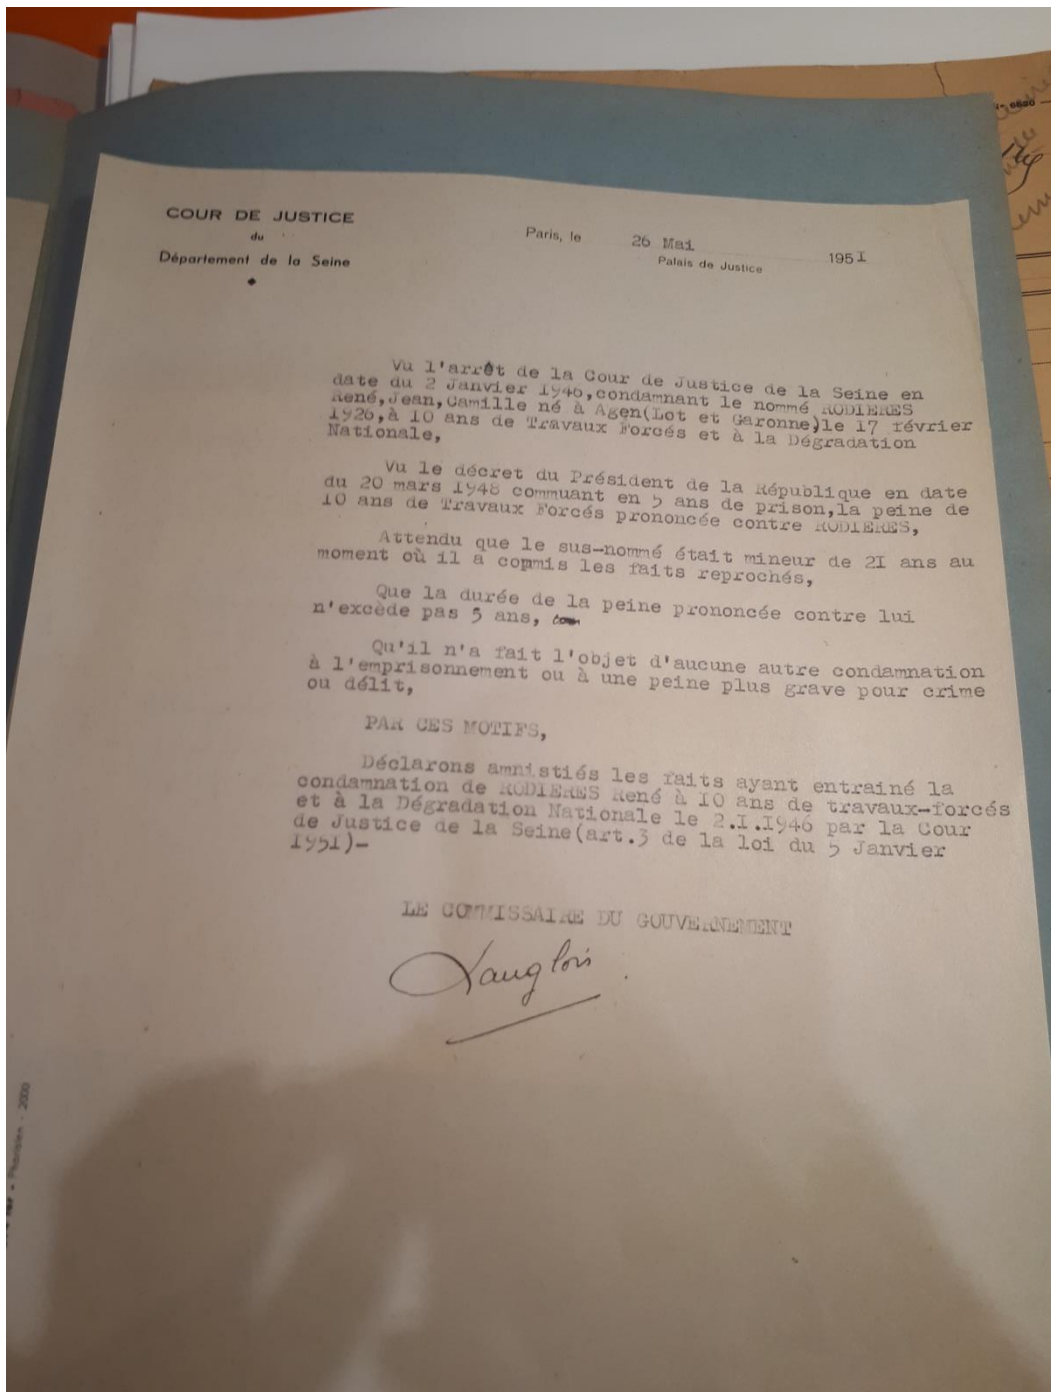 COUR DE JUSTICE
du
Département de la Seine
Paris, le 26 Mai 195I
Palais de Justice
Vu l'arrêt de la Cour de Justice de la Seine en
date du 2 Janvier 1946,condamnant le nommé RODIERES
René,Jean,Camille né à Agen(Lot et Garonne)le 17 février
1926,à 10 ans de Travaux Forcés et à la Dégradation
Nationale,
Vu le décret du Président de la République en date
du 20 mars 1948 commuant en 5 ans de prison,la peine de
IO ans de Travaux Forcés prononcée contre RODIERES,
Attendu que le sus-nommé était mineur de 2I ans au
moment où il a commis les faits reprochés,
Que la durée de la peine prononcée contre lui
n'excède pas 5 ans,
Qu'il n'a fait l'objet d'aucune autre condamnation
à l'emprisonnement ou à une peine plus grave pour crime
ou délit,
PAR CES MOTIFS,
Déclarons amnistiés les faits ayant entrainé la
condamnation de RODIERES René à IO ans de travaux-forcés
et à la Dégradation Nationale le 2.I.I946 par la Cour
de Justice de la Seine(art.3 de la loi du 5 Janvier
1951)-
LE COMMISSAIRE DU GOUVERNEMENT
Langlois
2000